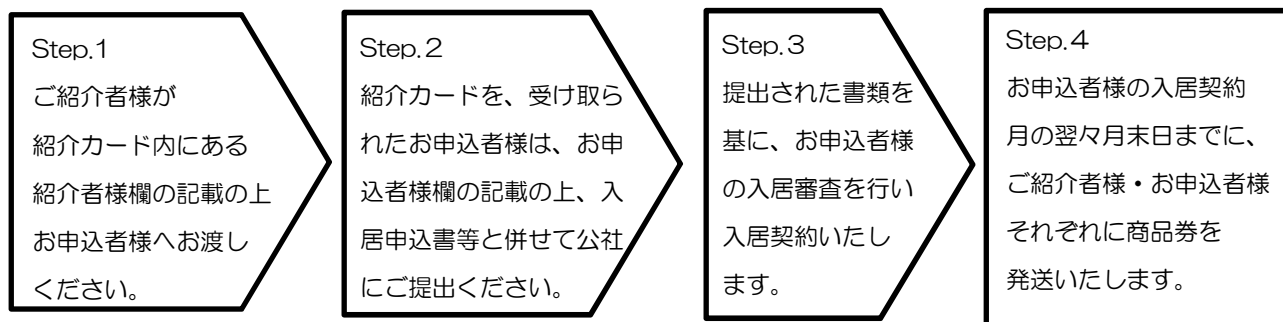 Step.1
ご紹介者様が
紹介カード内にある
紹介者様欄の記載の上
お申込者様へお渡し
ください。
Step.2
紹介カードを、受け取ら
れたお申込者様は、お申
込者様欄の記載の上、入
居申込書等と併せて公社
にご提出ください。
Step.3
提出された書類を
基に、お申込者様
の入居審査を行い
入居契約いたし
ます。
Step.4
お申込者様の入居契約
月の翌々月末日までに、
ご紹介者様・お申込者様
それぞれに商品券を
発送いたします。